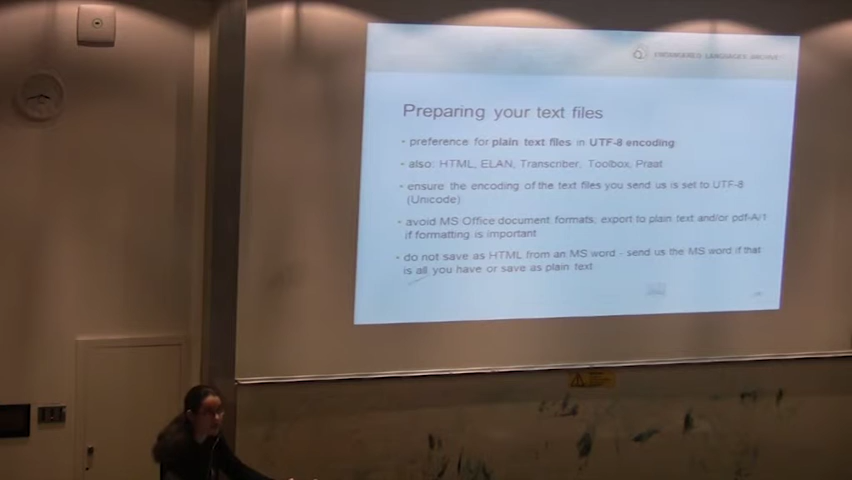 ENDANGERED LANGUAGES ARCHIVE
Preparing your text files
• preference for plain text files in UTF-8 encoding
• also: HTML, ELAN, Transcriber, Toolbox, Praat
• ensure the encoding of the text files you send us is set to UTF-8
(Unicode)
• avoid MS Office document formats; export to plain text and/or pdf-A/1
if formatting is important
• do not save as HTML from an MS word - send us the MS word if that
is all you have or save as plain text